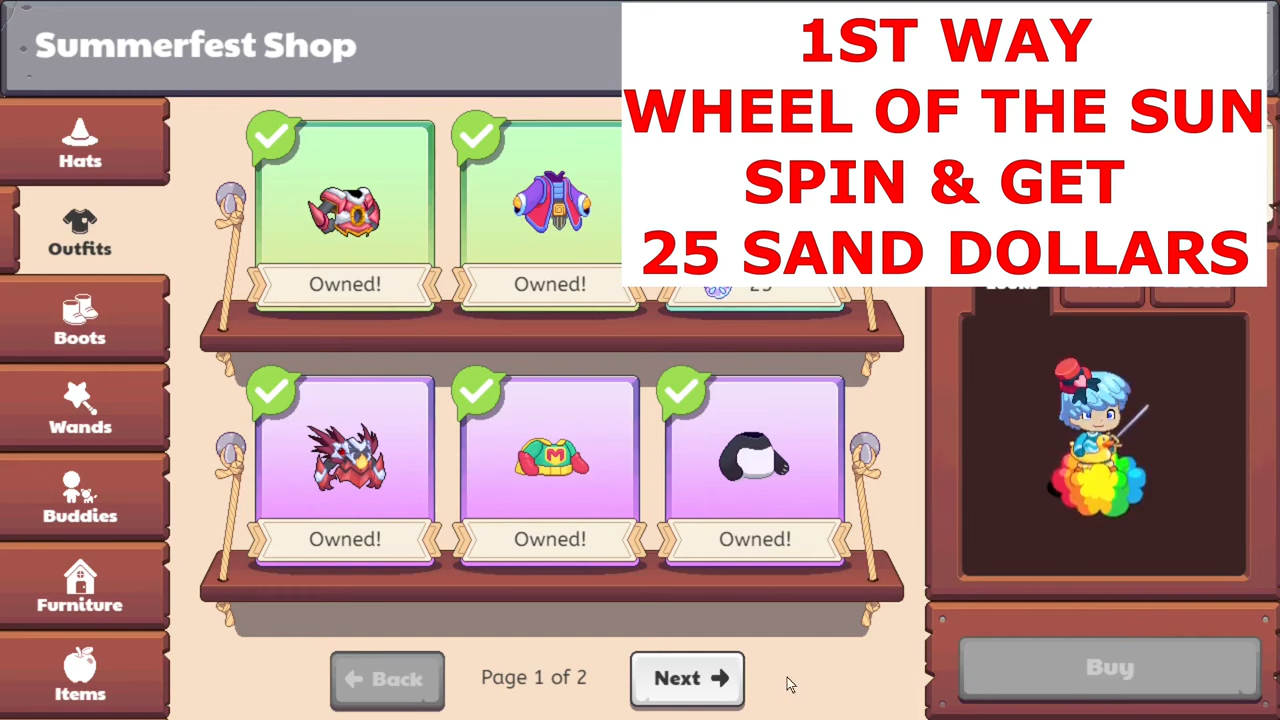 Summerfest Shop
1ST WAY
WHEEL OF THE SUN
SPIN & GET
25 SAND DOLLARS
Hats
Outfits
Boots
Wands
Buddies
Furniture
Items
Owned!
Owned!
Owned!
M
Owned!
Owned!
Back
Page 1 of 2
Next
Buy